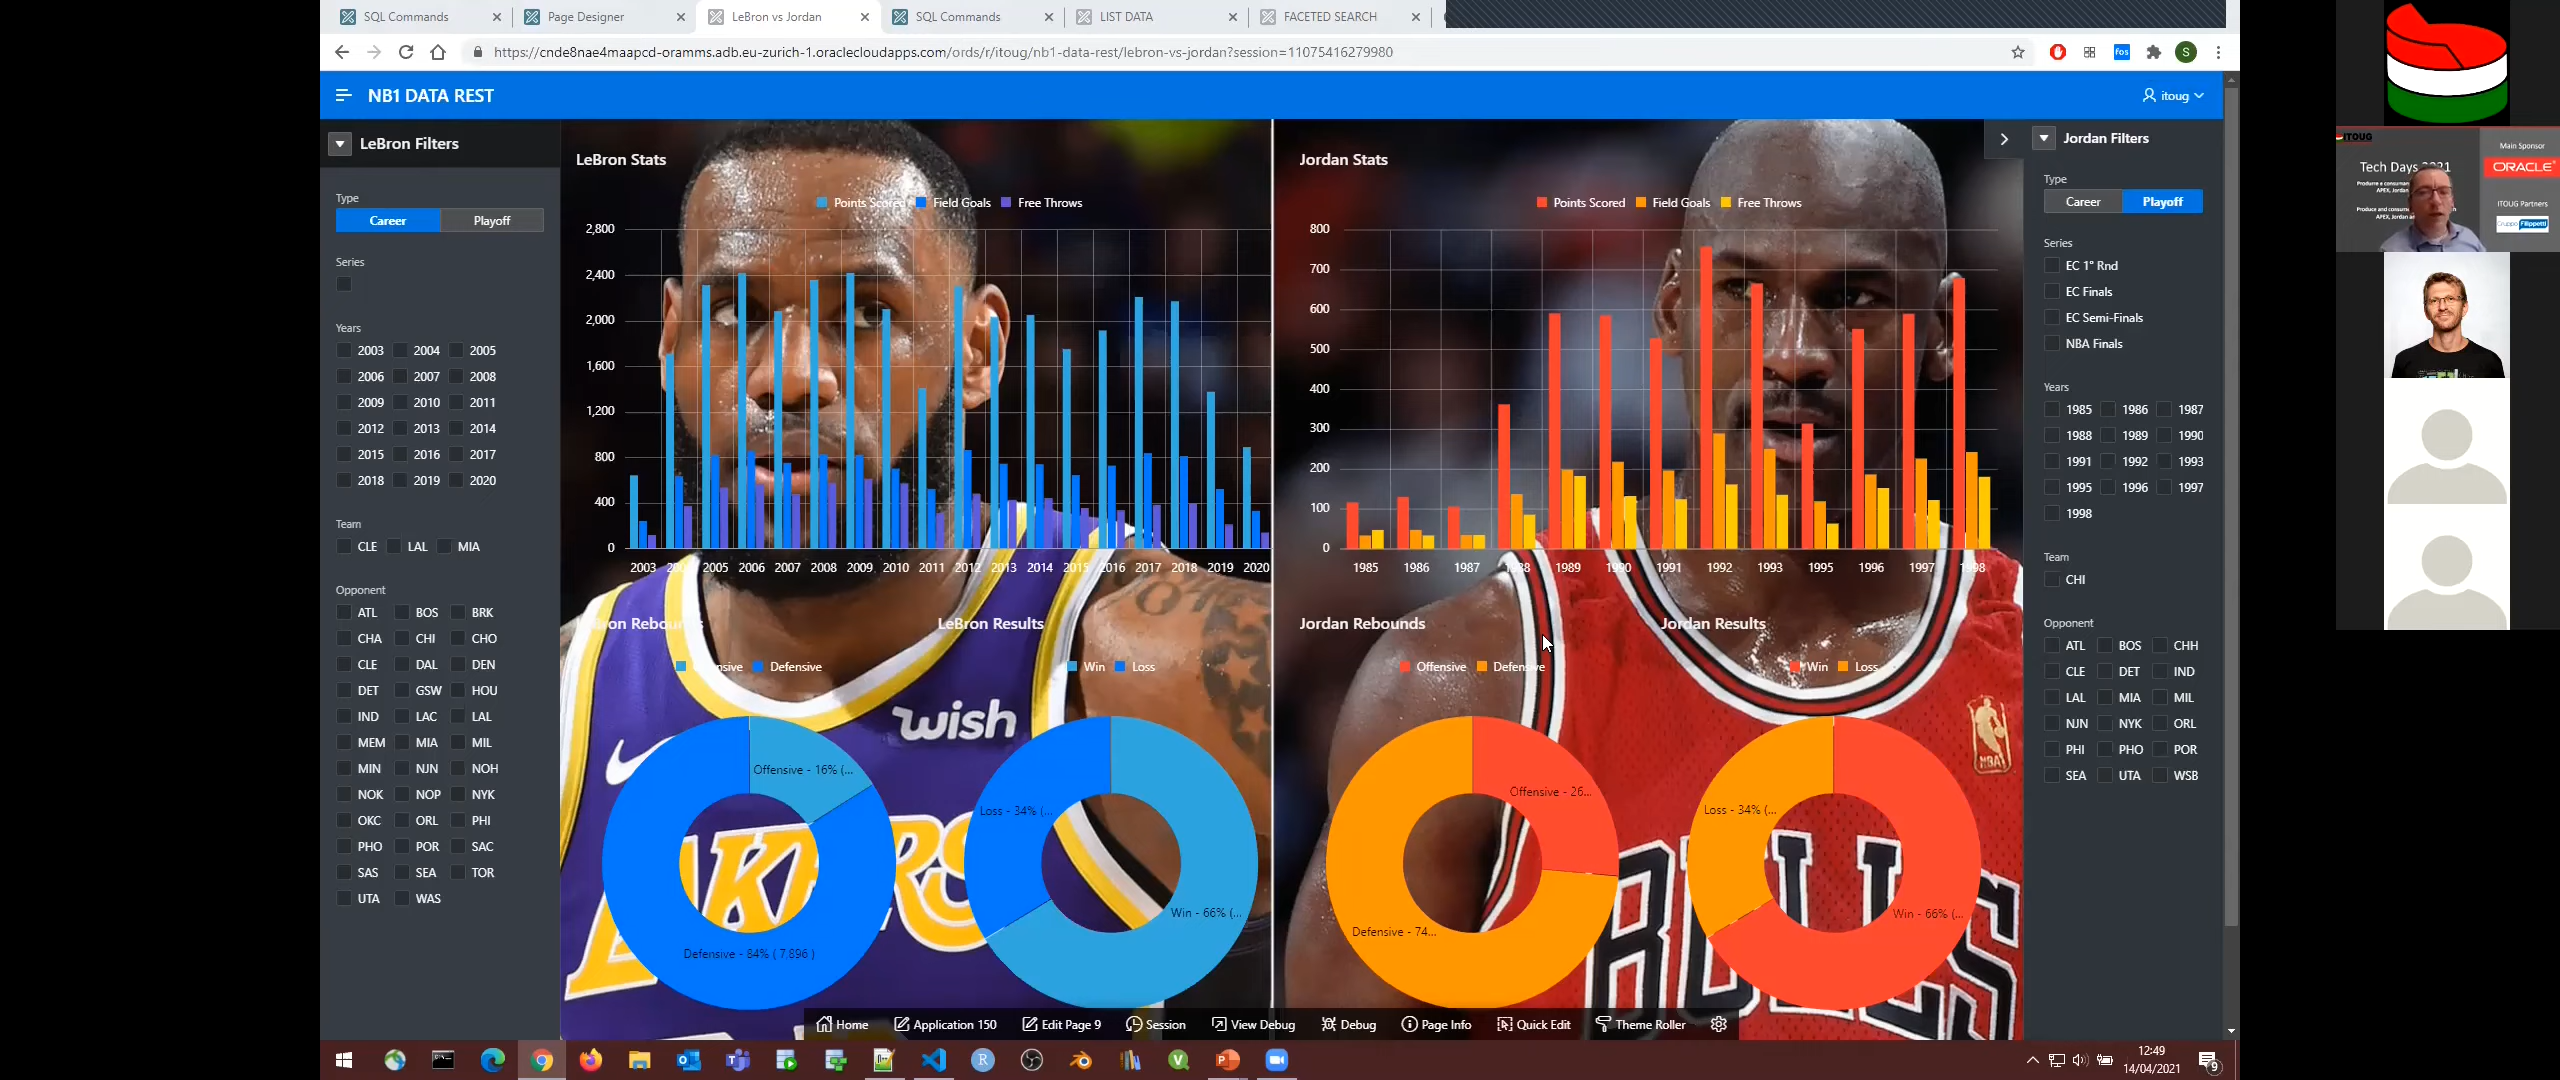 SQL Commands
Page Designer
LeBron vs Jordan
SQL Commands
LIST DATA
FACETED SEARCH
https://cnde8nae4maapcd-oramms.adb.eu-zurich-1.oraclecloudapps.com/ords/r/itoug/nb1-data-rest/lebron-vs-jordan?session=11075416279980
fos
S
NB1 DATA REST
itoug
LeBron Filters
Type
Career Playoff
Series
Years
2003 2004 2005
2006 2007 2008
2009 2010 2011
2012 2013 2014
2015 2016 2017
2018 2019 2020
Team
CLE LAL MIA
Opponent
ATL BOS BRK
CHA CHI CHO
CLE DAL DEN
DET GSW HOU
IND LAC LAL
MEM MIA MIL
MIN NJN NOH
NOK NOP NYK
OKC ORL PHI
PHO POR SAC
SAS SEA TOR
UTA WAS
LeBron Stats
Points Scored Field Goals Free Throws
2,800
2,400
2,000
1,600
1,200
800
400
0
2003 2005 2006 2007 2008 2009 2010 2011 2012 2013 2014 2015 2016 2017 2018 2019 2020
LeBron Results
Defensive
Win Loss
Offensive - 16% (...
Defensive - 84% ( 7,896 )
Loss - 34% (...
Win - 66% (...
wish
Jordan Stats
Points Scored Field Goals Free Throws
800
700
600
500
400
300
200
100
0
1985 1986 1987 1988 1989 1990 1991 1992 1993 1995 1996 1997 1998
Jordan Rebounds
Jordan Results
Offensive Defensive
Win Loss
Offensive - 26...
Defensive - 74...
Loss - 34% (...
Win - 66% (...
NBA
Jordan Filters
Type
Career Playoff
Series
EC 1° Rnd
EC Finals
EC Semi-Finals
NBA Finals
Years
1985 1986 1987
1988 1989 1990
1991 1992 1993
1995 1996 1997
1998
Team
CHI
Opponent
ATL BOS CHH
CLE DET IND
LAL MIA MIL
NJN NYK ORL
PHI PHO POR
SEA UTA WSB
Home Application 150 Edit Page 9 Session View Debug Debug Page Info Quick Edit Theme Roller
12:49
14/04/2021
9
ITOUG
Tech Days 2021
Main Sponsor
ORACLE
ITOUG Partners
Gruppo Filippetti